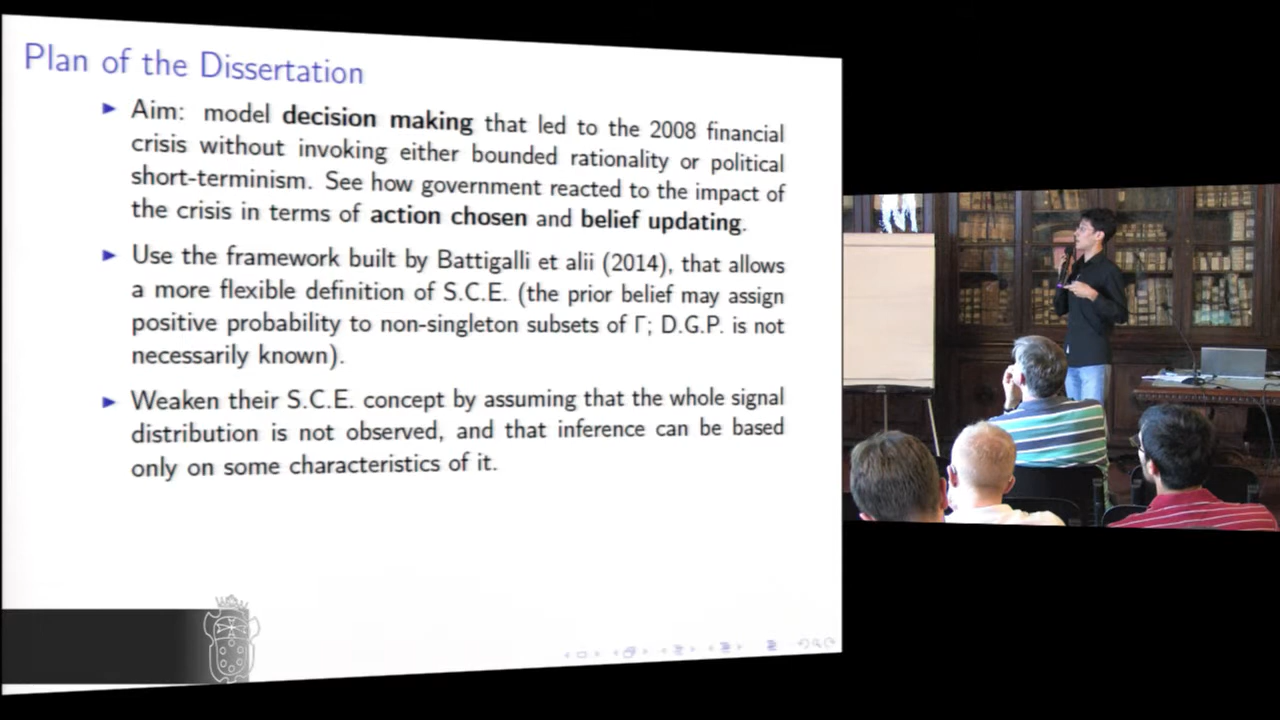 Plan of the Dissertation
Aim: model decision making that led to the 2008 financial
crisis without invoking either bounded rationality or political
short-terminism. See how government reacted to the impact of
the crisis in terms of action chosen and belief updating.
Use the framework built by Battigalli et alii (2014), that allows
a more flexible definition of S.C.E. (the prior belief may assign
positive probability to non-singleton subsets of Γ; D.G.P. is not
necessarily known).
Weaken their S.C.E. concept by assuming that the whole signal
distribution is not observed, and that inference can be based
only on some characteristics of it.